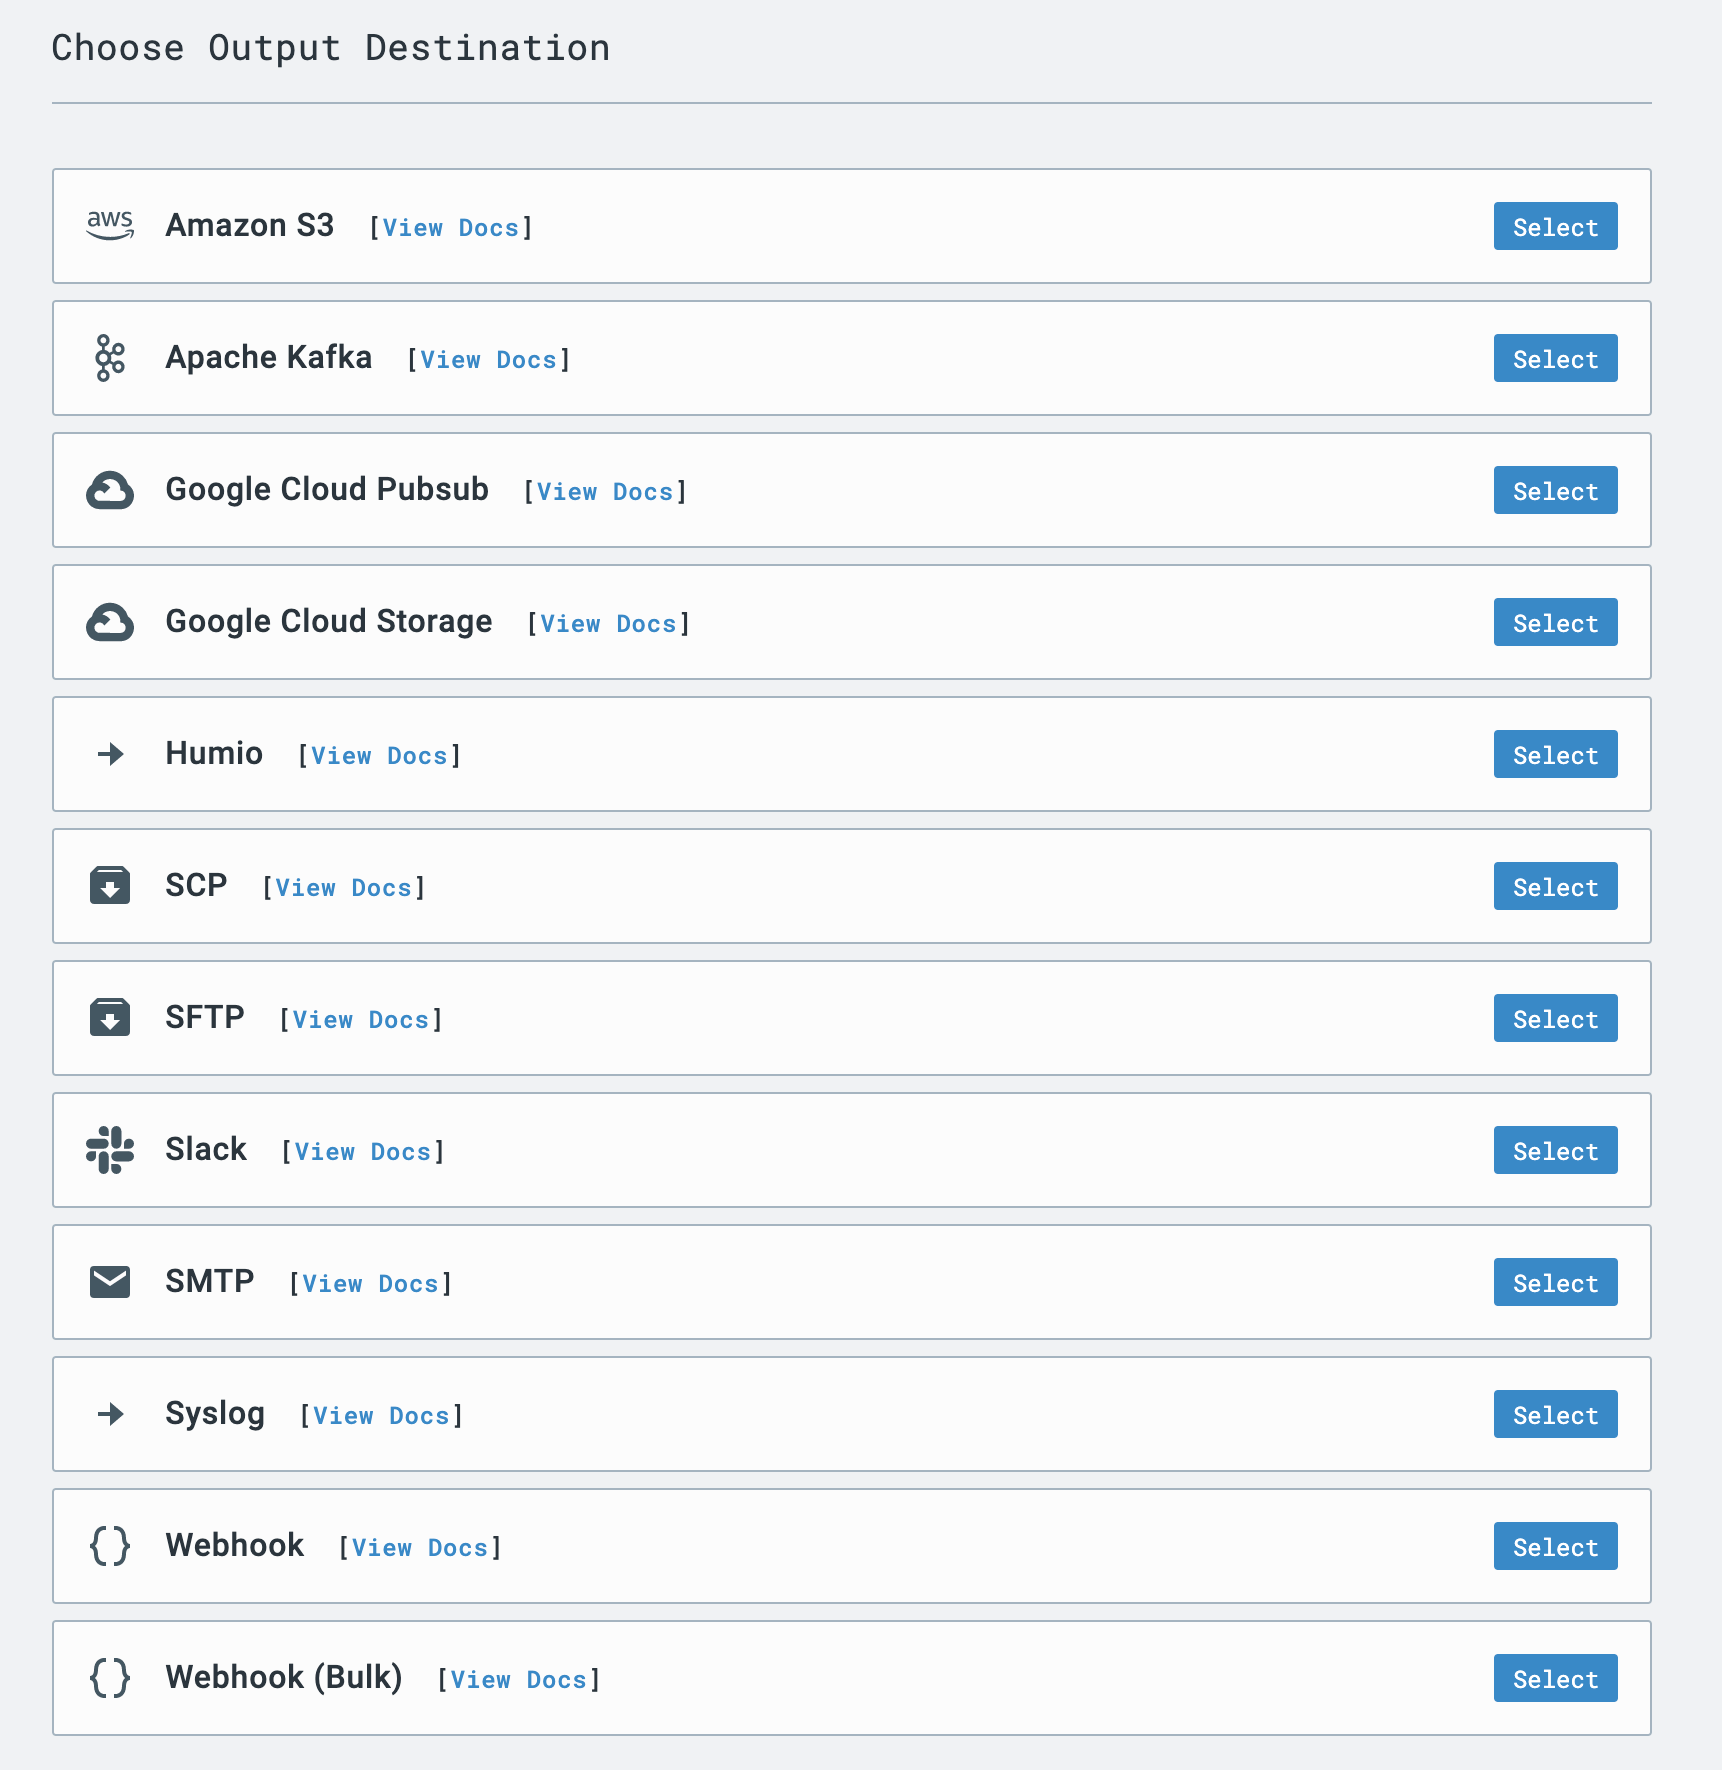 Choose Output Destination
aws Amazon S3 [View Docs] Select
Apache Kafka [View Docs] Select
Google Cloud Pubsub [View Docs] Select
Google Cloud Storage [View Docs] Select
Humio [View Docs] Select
SCP [View Docs] Select
SFTP [View Docs] Select
Slack [View Docs] Select
SMTP [View Docs] Select
Syslog [View Docs] Select
{} Webhook [View Docs] Select
{} Webhook (Bulk) [View Docs] Select